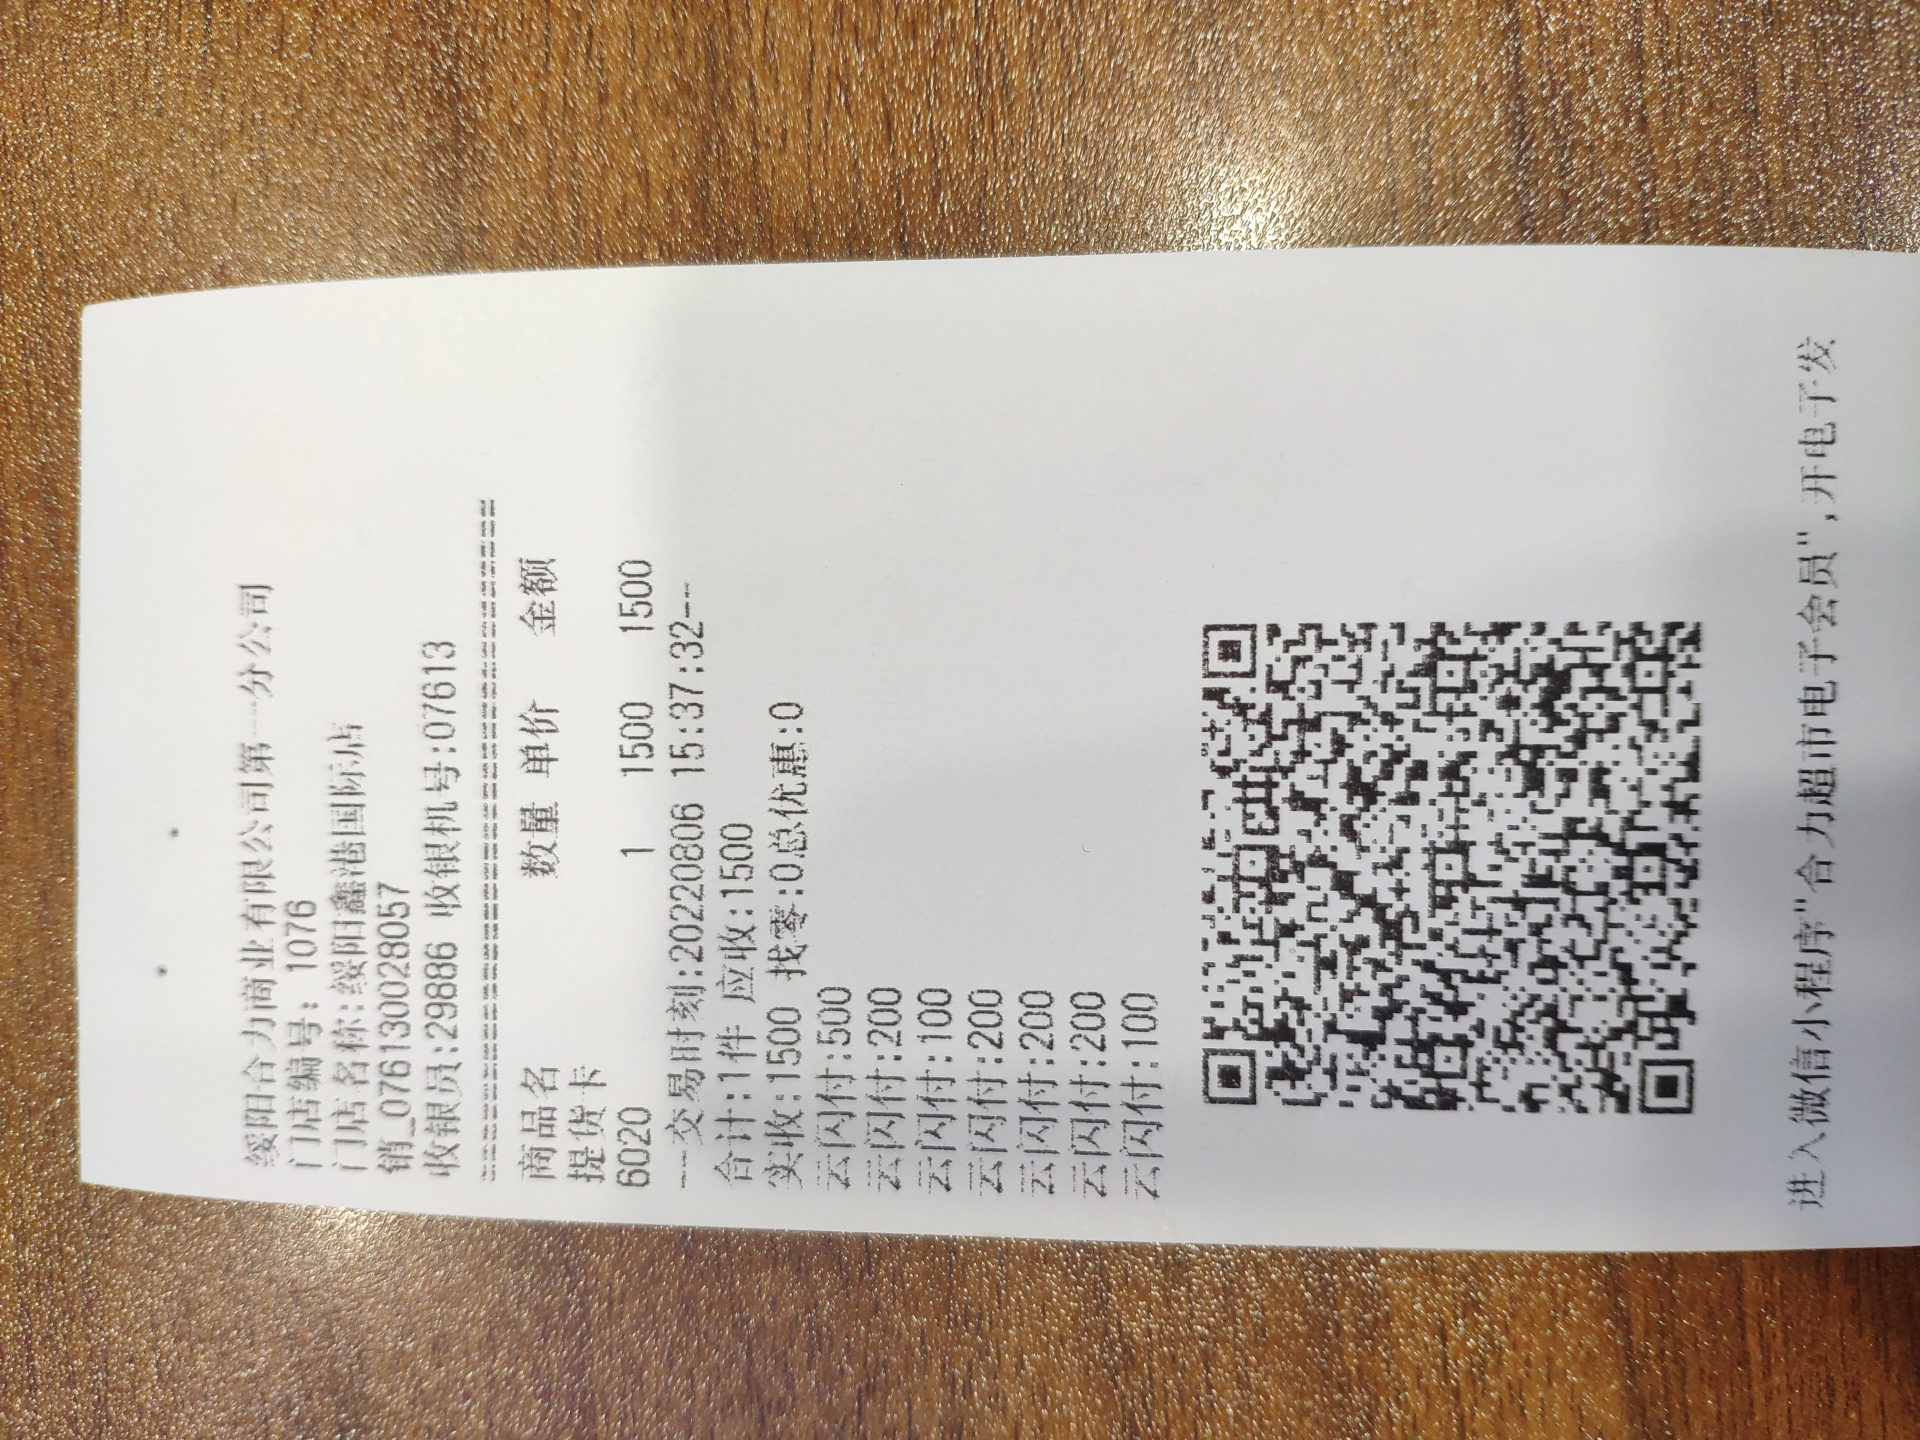 绥阳合力商业有限公司第一分公司
门店编号: 1076
门店名称:绥阳鑫港国际店
销_0761300028057
收银员:29886 收银机号:07613
==============================
商品名 数量 单价 金额
提货卡
6020 1 1500 1500
--交易时刻:20220806 15:37:32--
合计:1件 应收:1500
实收:1500 找零:0总优惠:0
云闪付:500
云闪付:200
云闪付:100
云闪付:200
云闪付:200
云闪付:200
云闪付:100
进入微信小程序"合力超市电子会员",开电子发